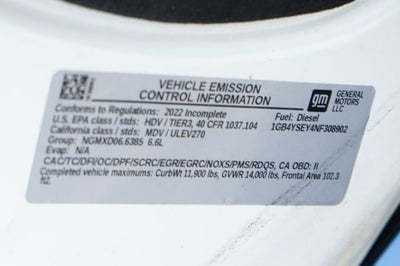 VEHICLE EMISSION
CONTROL INFORMATION
gm GENERAL
MOTORS
LLC
Conforms to Regulations: 2022 Incomplete
U.S. EPA class / stds: HDV / TIER3, 40 CFR 1037.104
California class / stds: MDV / ULEV270
Group: NGMXD06.6385 6.6L
Evap: N/A
Fuel: Diesel
1GB4YSEY4NF308902
CAC/TC/DFI/OC/DPF/SCRC/EGR/EGRC/NOXS/PMS/RDQS, CA OBD: II
Completed vehicle maximums: CurbWt 11,900 lbs, GVWR 14,000 lbs, Frontal Area 102.3
ft2.